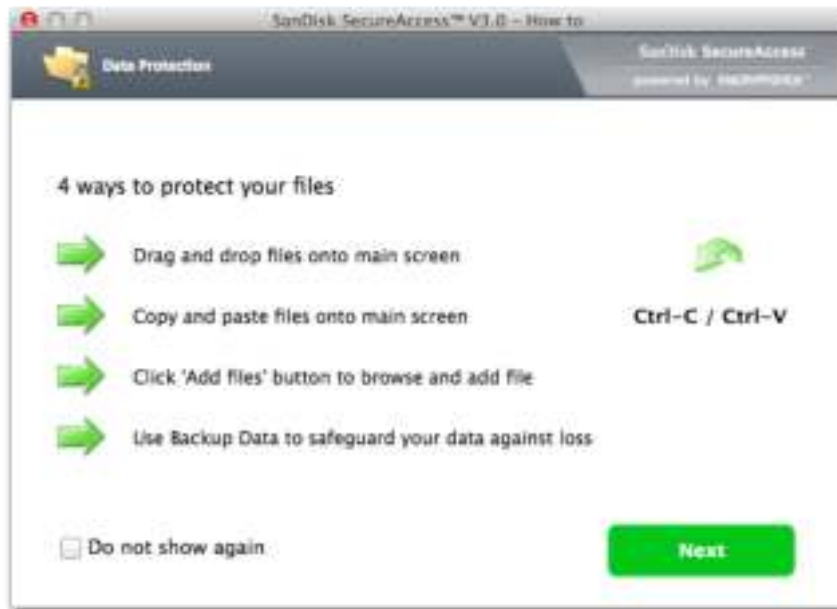 SanDisk SecureAccess™ V3.0 – How to
Data Protection
SanDisk SecureAccess
powered by
4 ways to protect your files
Drag and drop files onto main screen
Copy and paste files onto main screen
Ctrl-C / Ctrl-V
Click 'Add files' button to browse and add file
Use Backup Data to safeguard your data against loss
Do not show again
Next